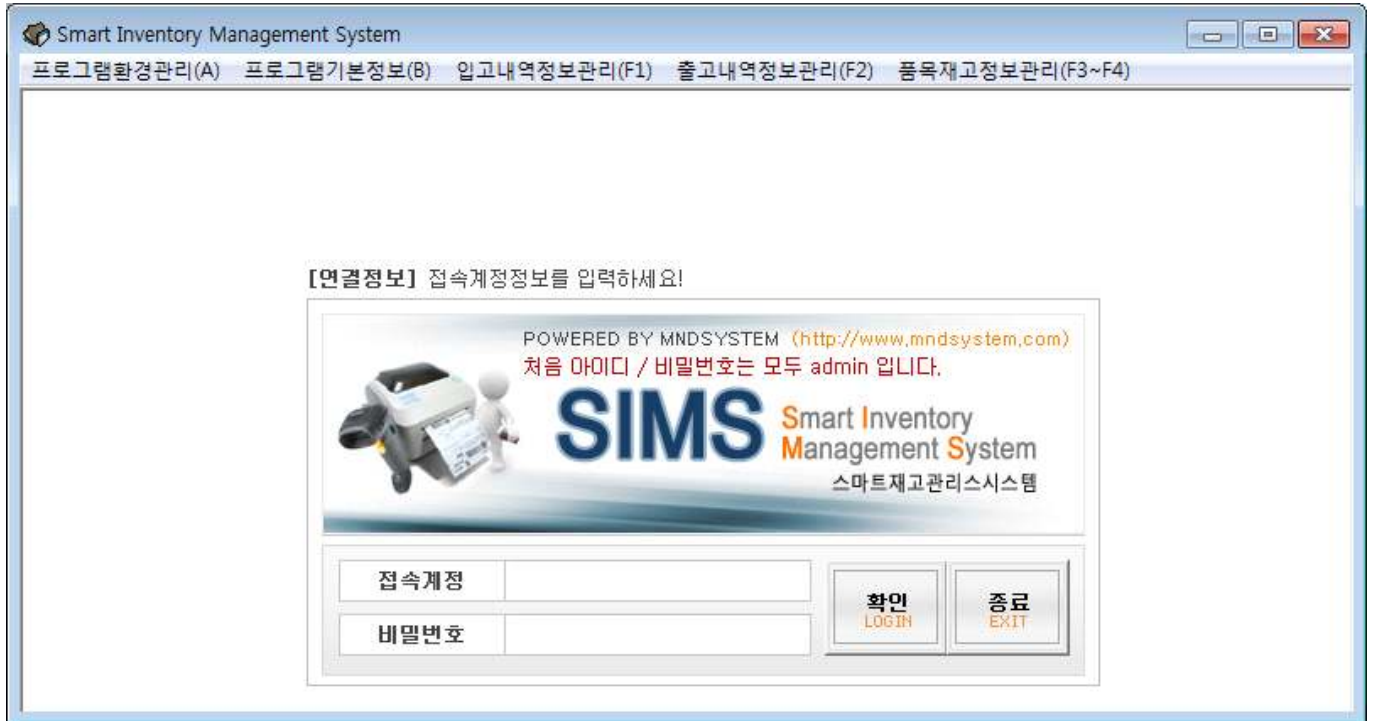 Smart Inventory Management System
프로그램환경관리(A) 프로그램기본정보(B) 입고내역정보관리(F1) 출고내역정보관리(F2) 품목재고정보관리(F3~F4)
[연결정보] 접속계정정보를 입력하세요!
POWERED BY MNDSYSTEM (http://www.mndsystem.com)
처음 아이디 / 비밀번호는 모두 admin 입니다.
SIMS
Smart Inventory
Management System
스마트재고관리스시스템
접속계정
비밀번호
확인
LOGIN
종료
EXIT